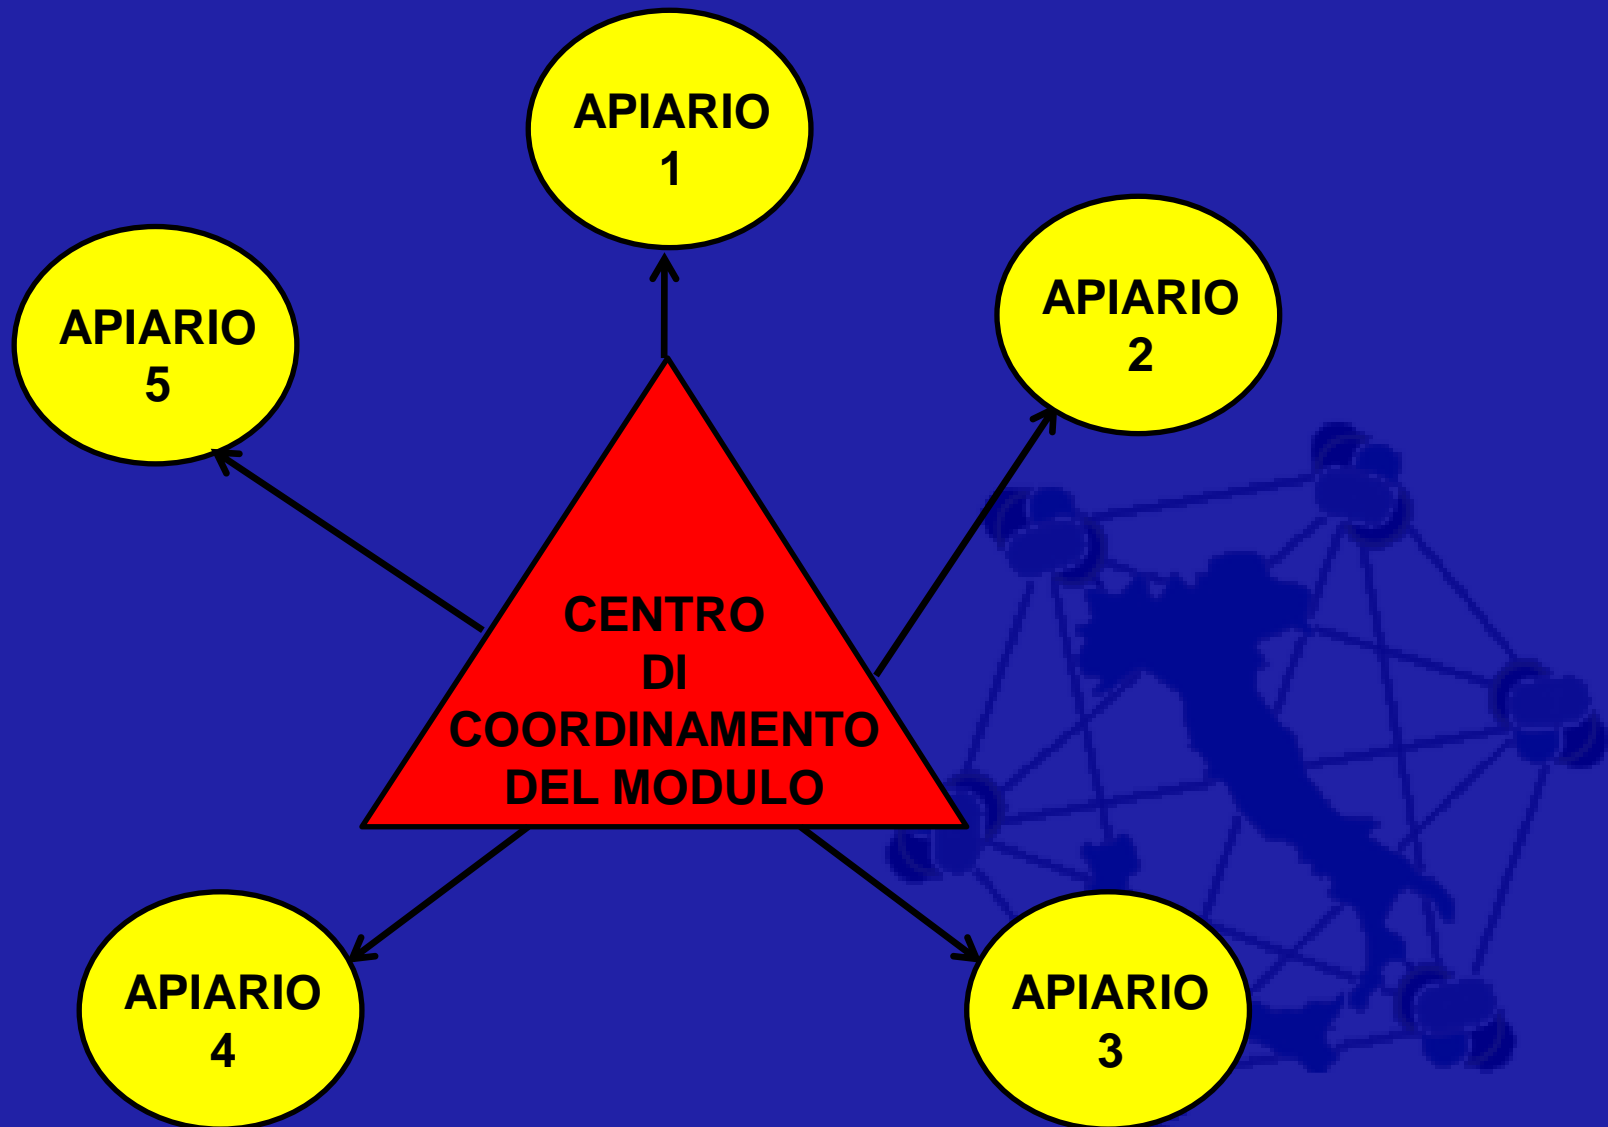 APIARIO
1
APIARIO
2
APIARIO
5
CENTRO
DI
COORDINAMENTO
DEL MODULO
APIARIO
4
APIARIO
3